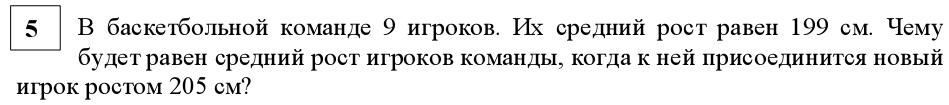 5 В баскетбольной команде 9 игроков. Их средний рост равен 199 см. Чему
будет равен средний рост игроков команды, когда к ней присоединится новый
игрок ростом 205 см?